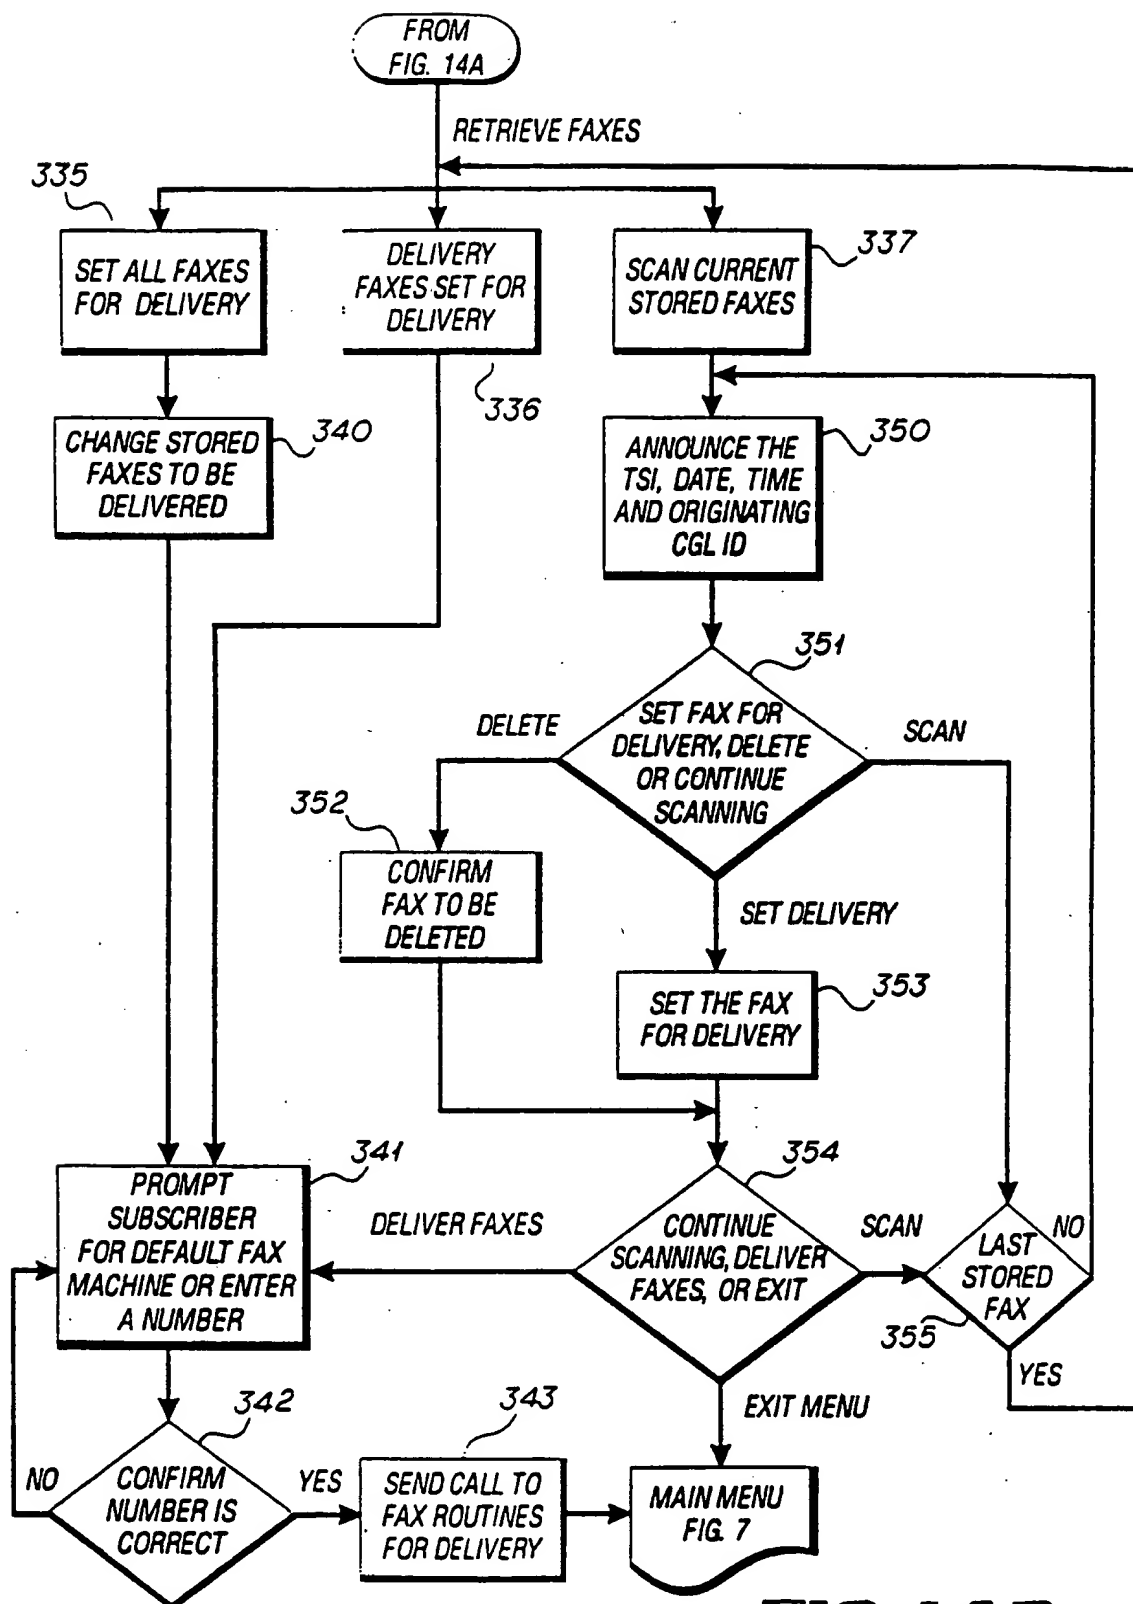 FROM
FIG. 14A
RETRIEVE FAXES
335
SET ALL FAXES
FOR DELIVERY
DELIVERY
FAXES SET FOR
DELIVERY
336
SCAN CURRENT
STORED FAXES
337
CHANGE STORED
FAXES TO BE
DELIVERED
340
ANNOUNCE THE
TSI, DATE, TIME
AND ORIGINATING
CGL ID
350
351
SET FAX FOR
DELIVERY, DELETE
OR CONTINUE
SCANNING
DELETE
SCAN
352
CONFIRM
FAX TO BE
DELETED
SET DELIVERY
SET THE FAX
FOR DELIVERY
353
341
PROMPT
SUBSCRIBER
FOR DEFAULT FAX
MACHINE OR ENTER
A NUMBER
DELIVER FAXES
354
CONTINUE
SCANNING, DELIVER
FAXES, OR EXIT
SCAN
LAST
STORED
FAX
355
NO
YES
EXIT MENU
342
CONFIRM
NUMBER IS
CORRECT
NO
YES
343
SEND CALL TO
FAX ROUTINES
FOR DELIVERY
MAIN MENU
FIG. 7